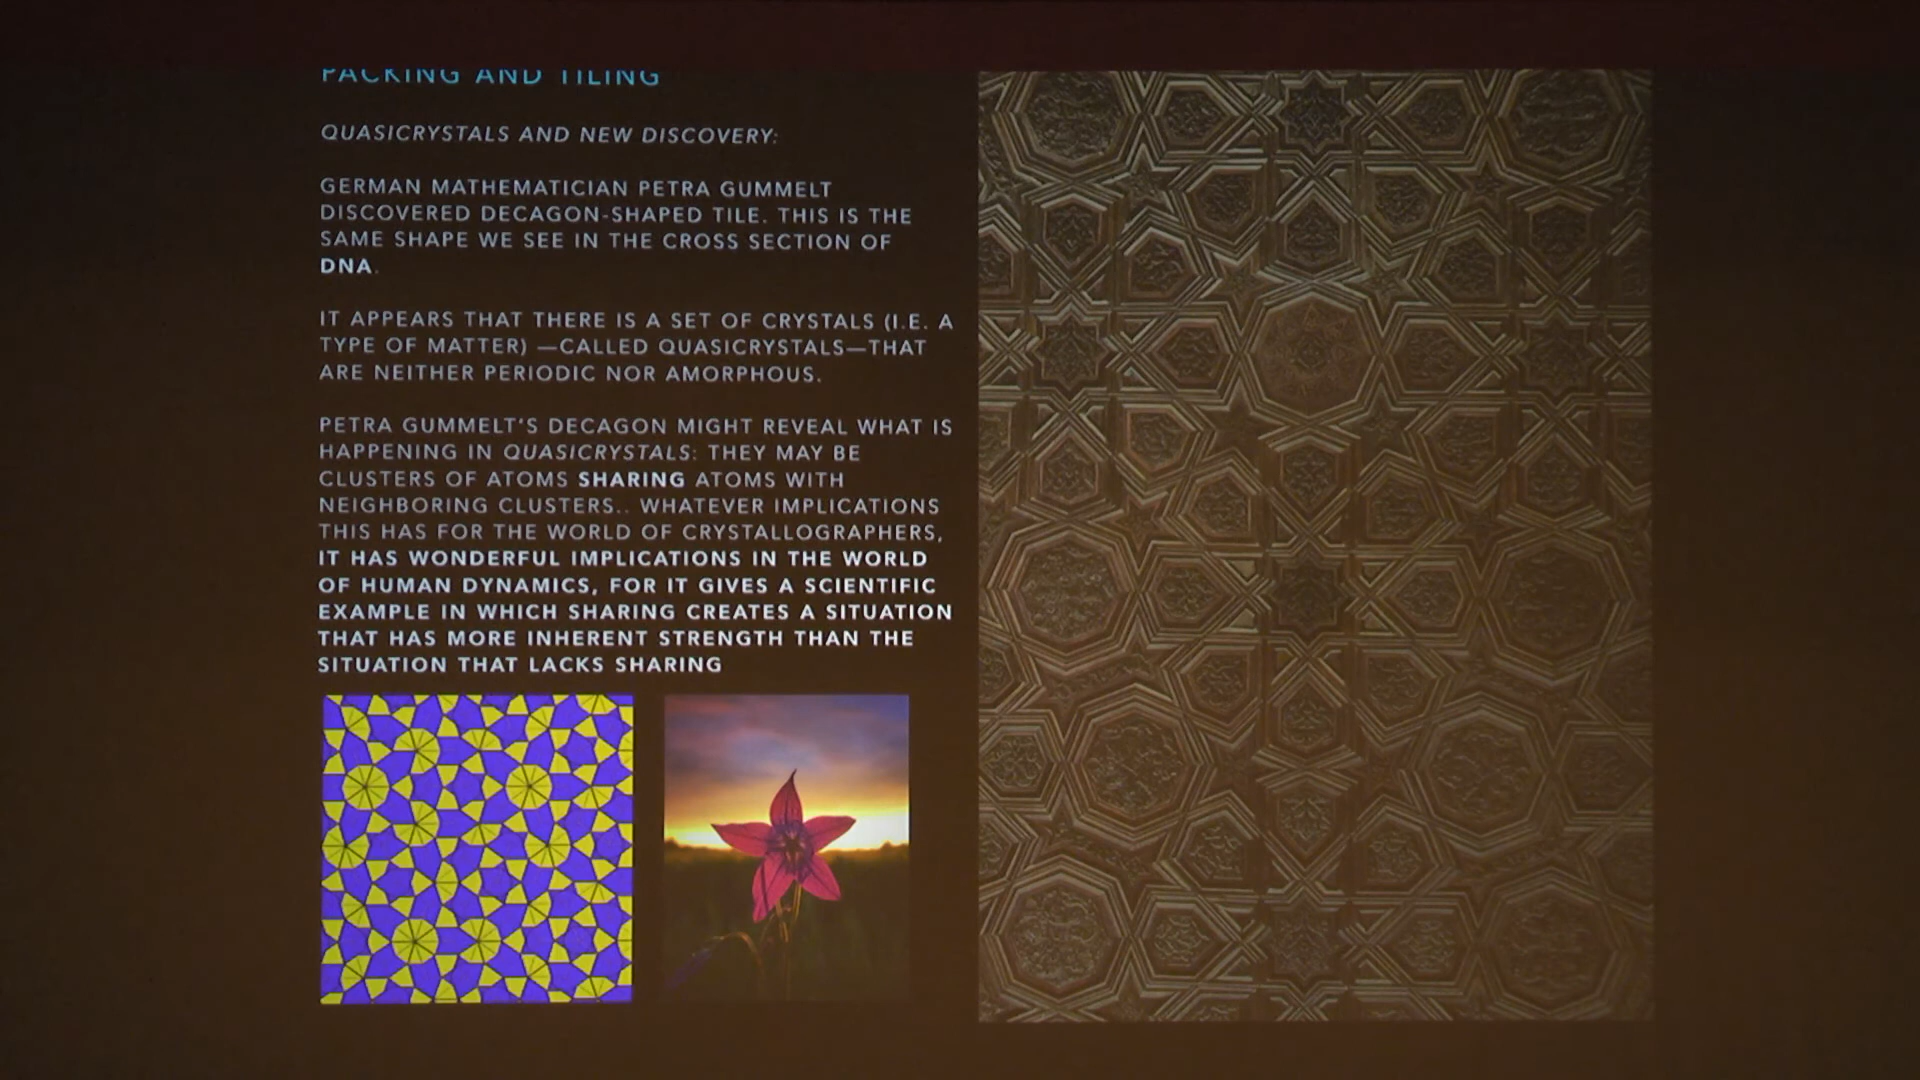 PACKING AND TILING
QUASICRYSTALS AND NEW DISCOVERY:
GERMAN MATHEMATICIAN PETRA GUMMELT
DISCOVERED DECAGON-SHAPED TILE. THIS IS THE
SAME SHAPE WE SEE IN THE CROSS SECTION OF
DNA.
IT APPEARS THAT THERE IS A SET OF CRYSTALS (I.E. A
TYPE OF MATTER) —CALLED QUASICRYSTALS—THAT
ARE NEITHER PERIODIC NOR AMORPHOUS.
PETRA GUMMELT'S DECAGON MIGHT REVEAL WHAT IS
HAPPENING IN QUASICRYSTALS: THEY MAY BE
CLUSTERS OF ATOMS SHARING ATOMS WITH
NEIGHBORING CLUSTERS.. WHATEVER IMPLICATIONS
THIS HAS FOR THE WORLD OF CRYSTALLOGRAPHERS,
IT HAS WONDERFUL IMPLICATIONS IN THE WORLD
OF HUMAN DYNAMICS, FOR IT GIVES A SCIENTIFIC
EXAMPLE IN WHICH SHARING CREATES A SITUATION
THAT HAS MORE INHERENT STRENGTH THAN THE
SITUATION THAT LACKS SHARING